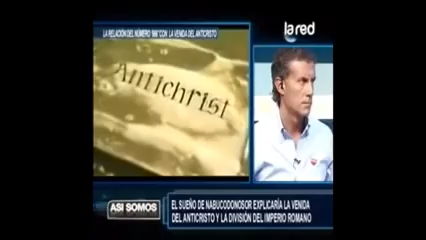 LA RELACIÓN DEL NÚMERO '666' CON LA VENIDA DEL ANTICRISTO
la red
Antichrist
ASI SOMOS
EL SUEÑO DE NABUCODONOSOR EXPLICARÍA LA VENIDA
DEL ANTICRISTO Y LA DIVISIÓN DEL IMPERIO ROMANO